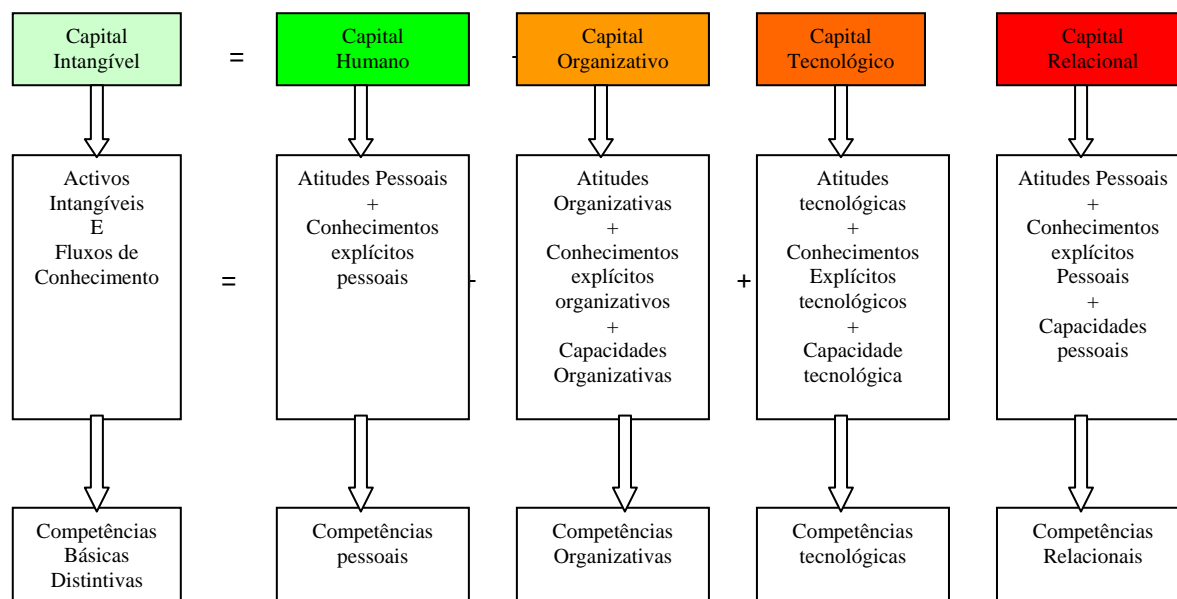 Capital
Intangível
=
Capital
Humano
Capital
Organizativo
Capital
Tecnológico
Capital
Relacional
Activos
Intangíveis
E
Fluxos de
Conhecimento
=
Atitudes Pessoais
+
Conhecimentos
explícitos
pessoais
Atitudes
Organizativas
+
Conhecimentos
explícitos
organizativos
+
Capacidades
Organizativas
+
Atitudes
tecnológicas
+
Conhecimentos
Explícitos
tecnológicos
+
Capacidade
tecnológica
Atitudes Pessoais
+
Conhecimentos
explícitos
Pessoais
+
Capacidades
pessoais
Competências
Básicas
Distintivas
Competências
pessoais
Competências
Organizativas
Competências
tecnológicas
Competências
Relacionais